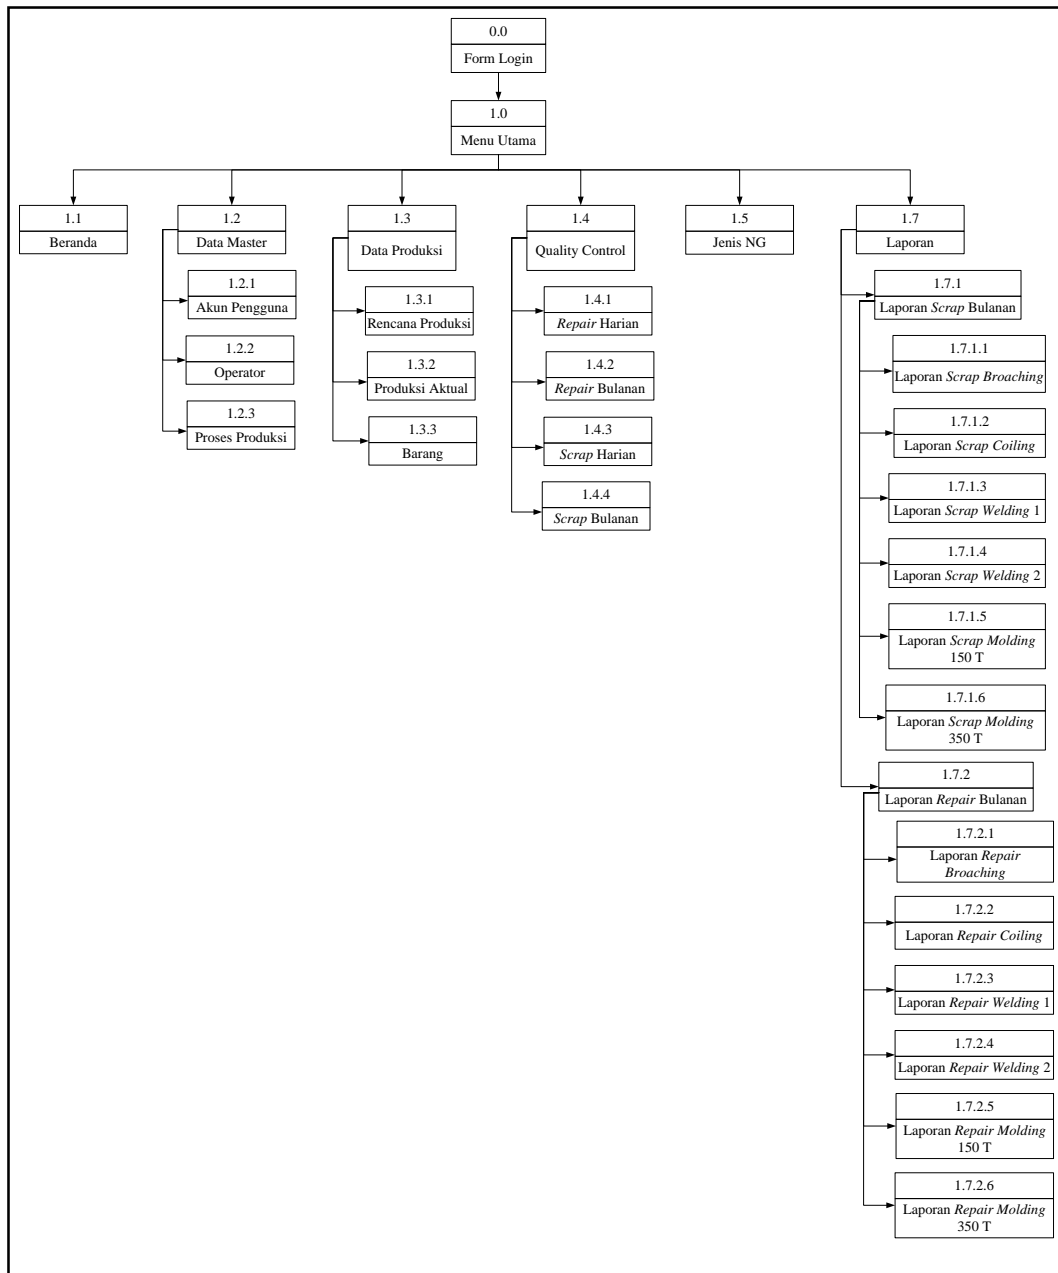 0.0
Form Login
1.0
Menu Utama
1.1
Beranda
1.2
Data Master
1.2.1
Akun Pengguna
1.2.2
Operator
1.2.3
Proses Produksi
1.3
Data Produksi
1.3.1
Rencana Produksi
1.3.2
Produksi Aktual
1.3.3
Barang
1.4
Quality Control
1.4.1
Repair Harian
1.4.2
Repair Bulanan
1.4.3
Scrap Harian
1.4.4
Scrap Bulanan
1.5
Jenis NG
1.7
Laporan
1.7.1
Laporan Scrap Bulanan
1.7.1.1
Laporan Scrap Broaching
1.7.1.2
Laporan Scrap Coiling
1.7.1.3
Laporan Scrap Welding 1
1.7.1.4
Laporan Scrap Welding 2
1.7.1.5
Laporan Scrap Molding
150 T
1.7.1.6
Laporan Scrap Molding
350 T
1.7.2
Laporan Repair Bulanan
1.7.2.1
Laporan Repair
Broaching
1.7.2.2
Laporan Repair Coiling
1.7.2.3
Laporan Repair Welding 1
1.7.2.4
Laporan Repair Welding 2
1.7.2.5
Laporan Repair Molding
150 T
1.7.2.6
Laporan Repair Molding
350 T